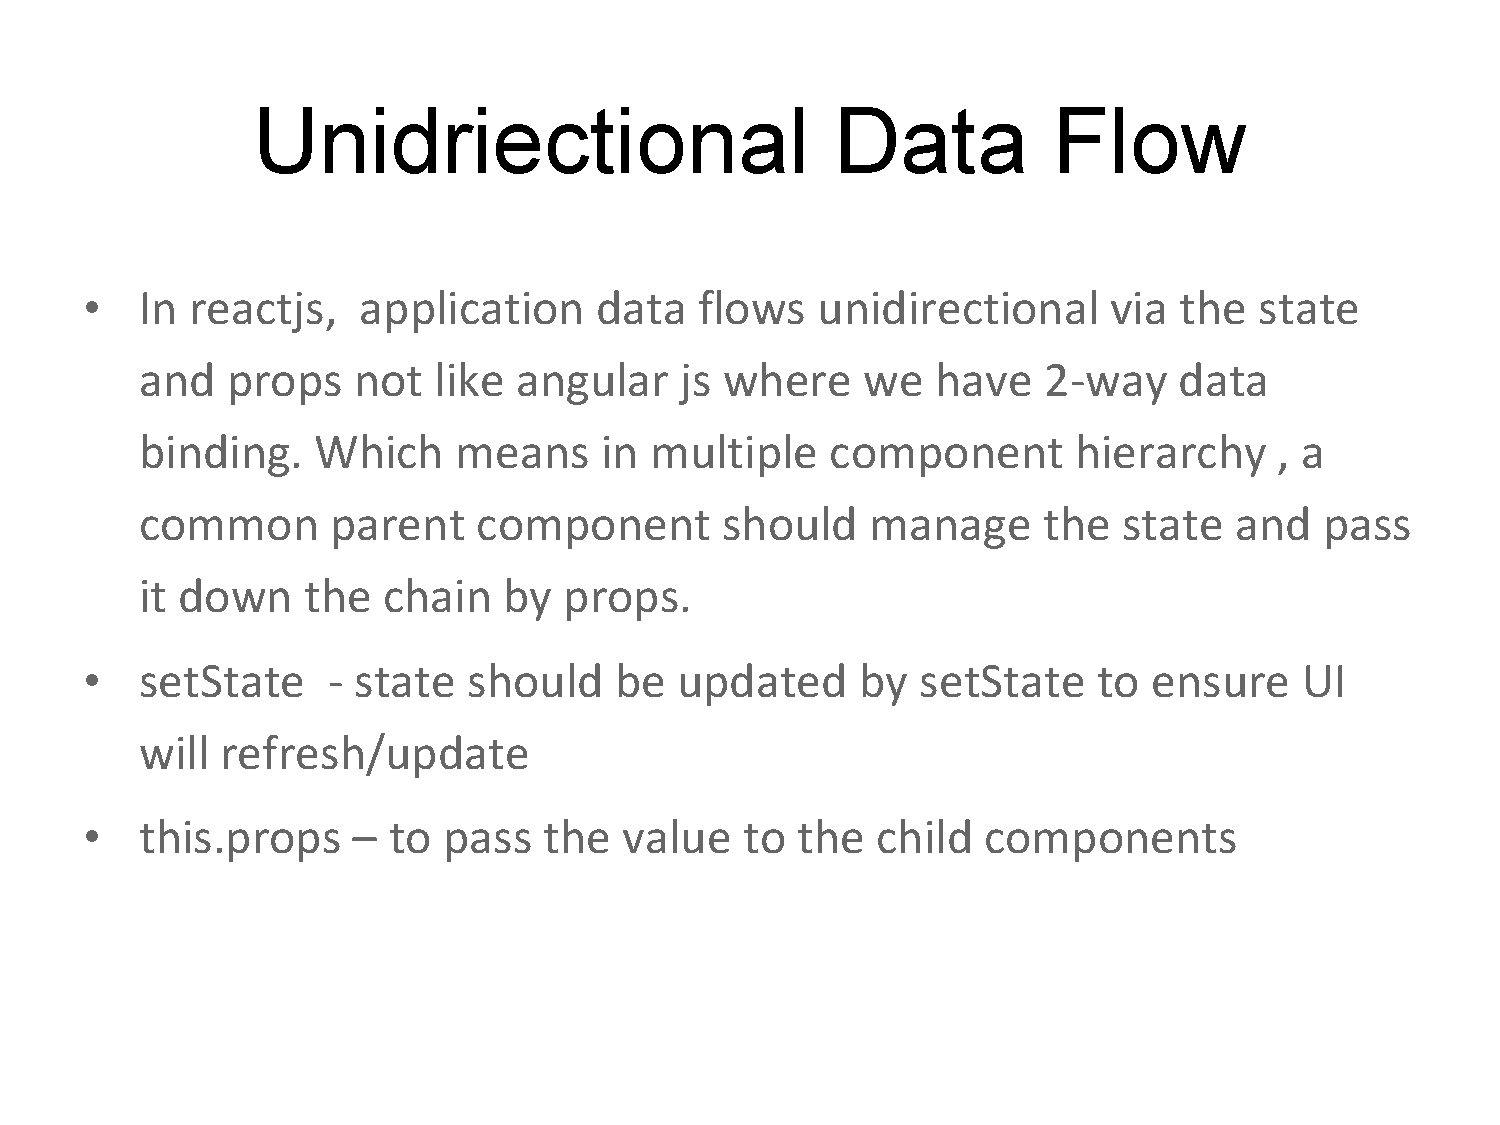 Unidriectional Data Flow
• In reactjs, application data flows unidirectional via the state
and props not like angular js where we have 2-way data
binding. Which means in multiple component hierarchy , a
common parent component should manage the state and pass
it down the chain by props.
• setState - state should be updated by setState to ensure UI
will refresh/update
• this.props – to pass the value to the child components